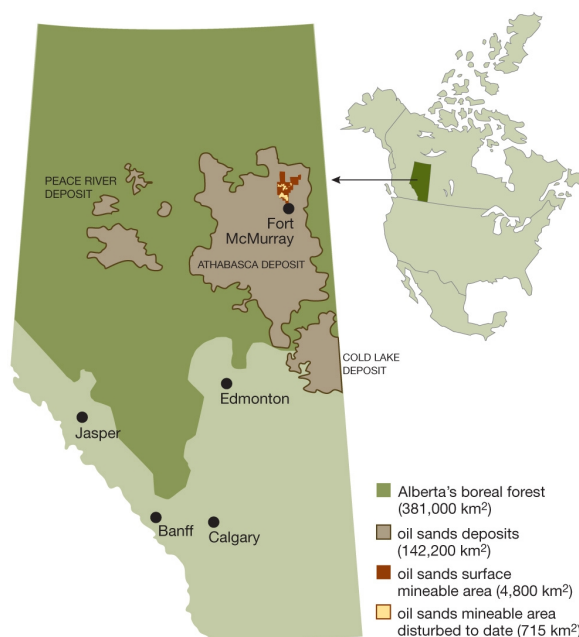 PEACE RIVER
DEPOSIT
Fort
McMurray
ATHABASCA DEPOSIT
COLD LAKE
DEPOSIT
Edmonton
Jasper
Banff
Calgary
Alberta's boreal forest
(381,000 km²)
oil sands deposits
(142,200 km²)
oil sands surface
mineable area (4,800 km²)
oil sands mineable area
disturbed to date (715 km²)